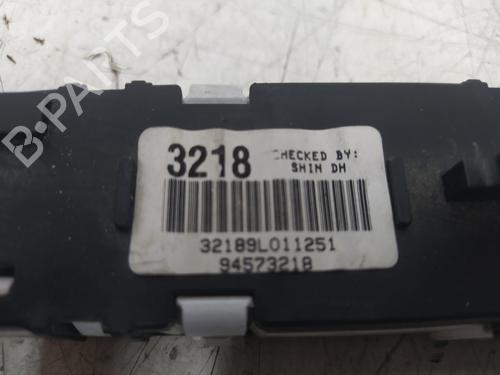 B-PARTS
3218 CHECKED BY:
SHIN DH
32189L011251
94573218